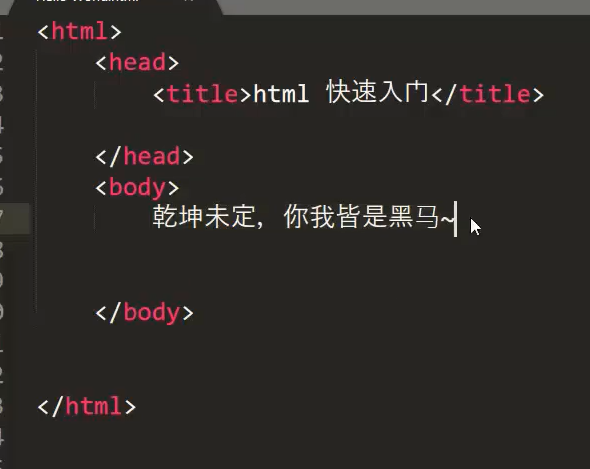 <html>
<head>
<title>html 快速入门</title>
</head>
<body>
乾坤未定，你我皆是黑马~
</body>
</html>